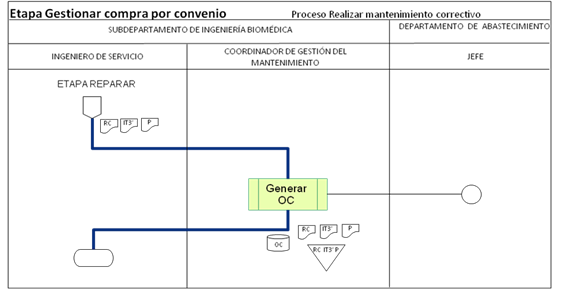 Etapa Gestionar compra por convenio
Proceso Realizar mantenimiento correctivo
SUBDEPARTAMENTO DE INGENIERÍA BIOMÉDICA
DEPARTAMENTO DE ABASTECIMIENTO
INGENIERO DE SERVICIO
COORDINADOR DE GESTIÓN DEL
MANTENIMIENTO
JEFE
ETAPA REPARAR
RC
IT3'
P
Generar
OC
OC
RC
IT3'
P
RC IT3' P